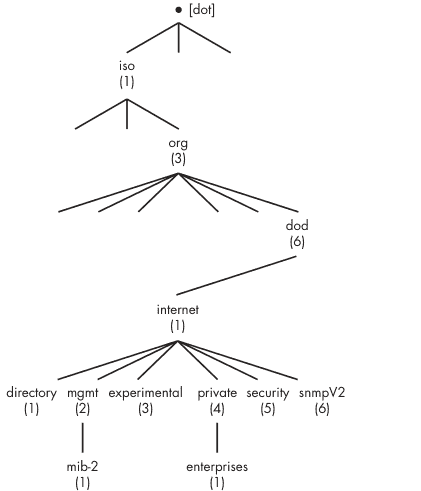 [dot]
iso
(1)
org
(3)
dod
(6)
internet
(1)
directory mgmt experimental private security snmpV2
(1) (2) (3) (4) (5) (6)
mib-2 enterprises
(1) (1)